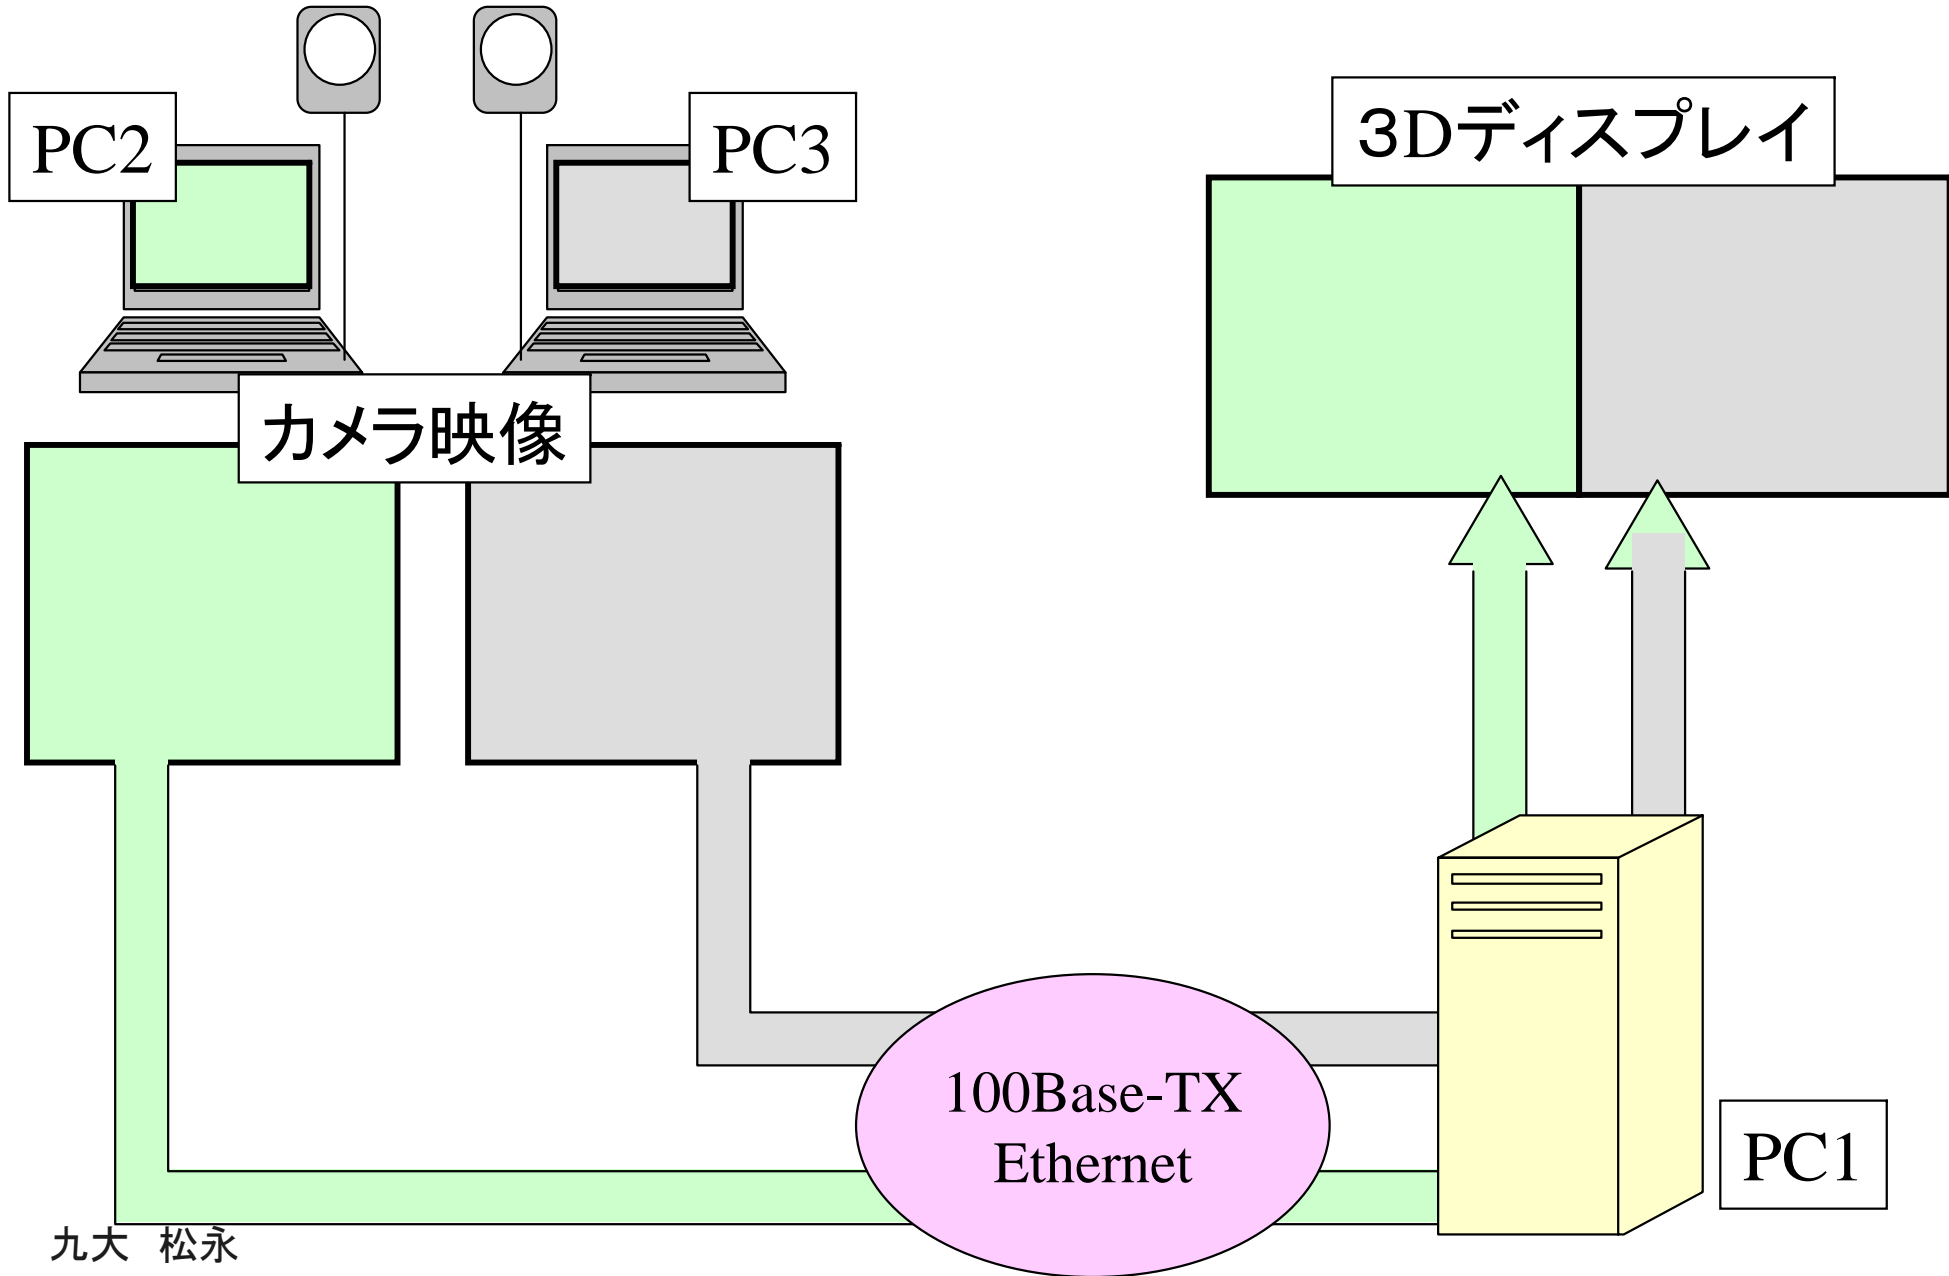 PC2
PC3
３Dディスプレイ
カメラ映像
100Base-TX
Ethernet
PC1
九大　松永